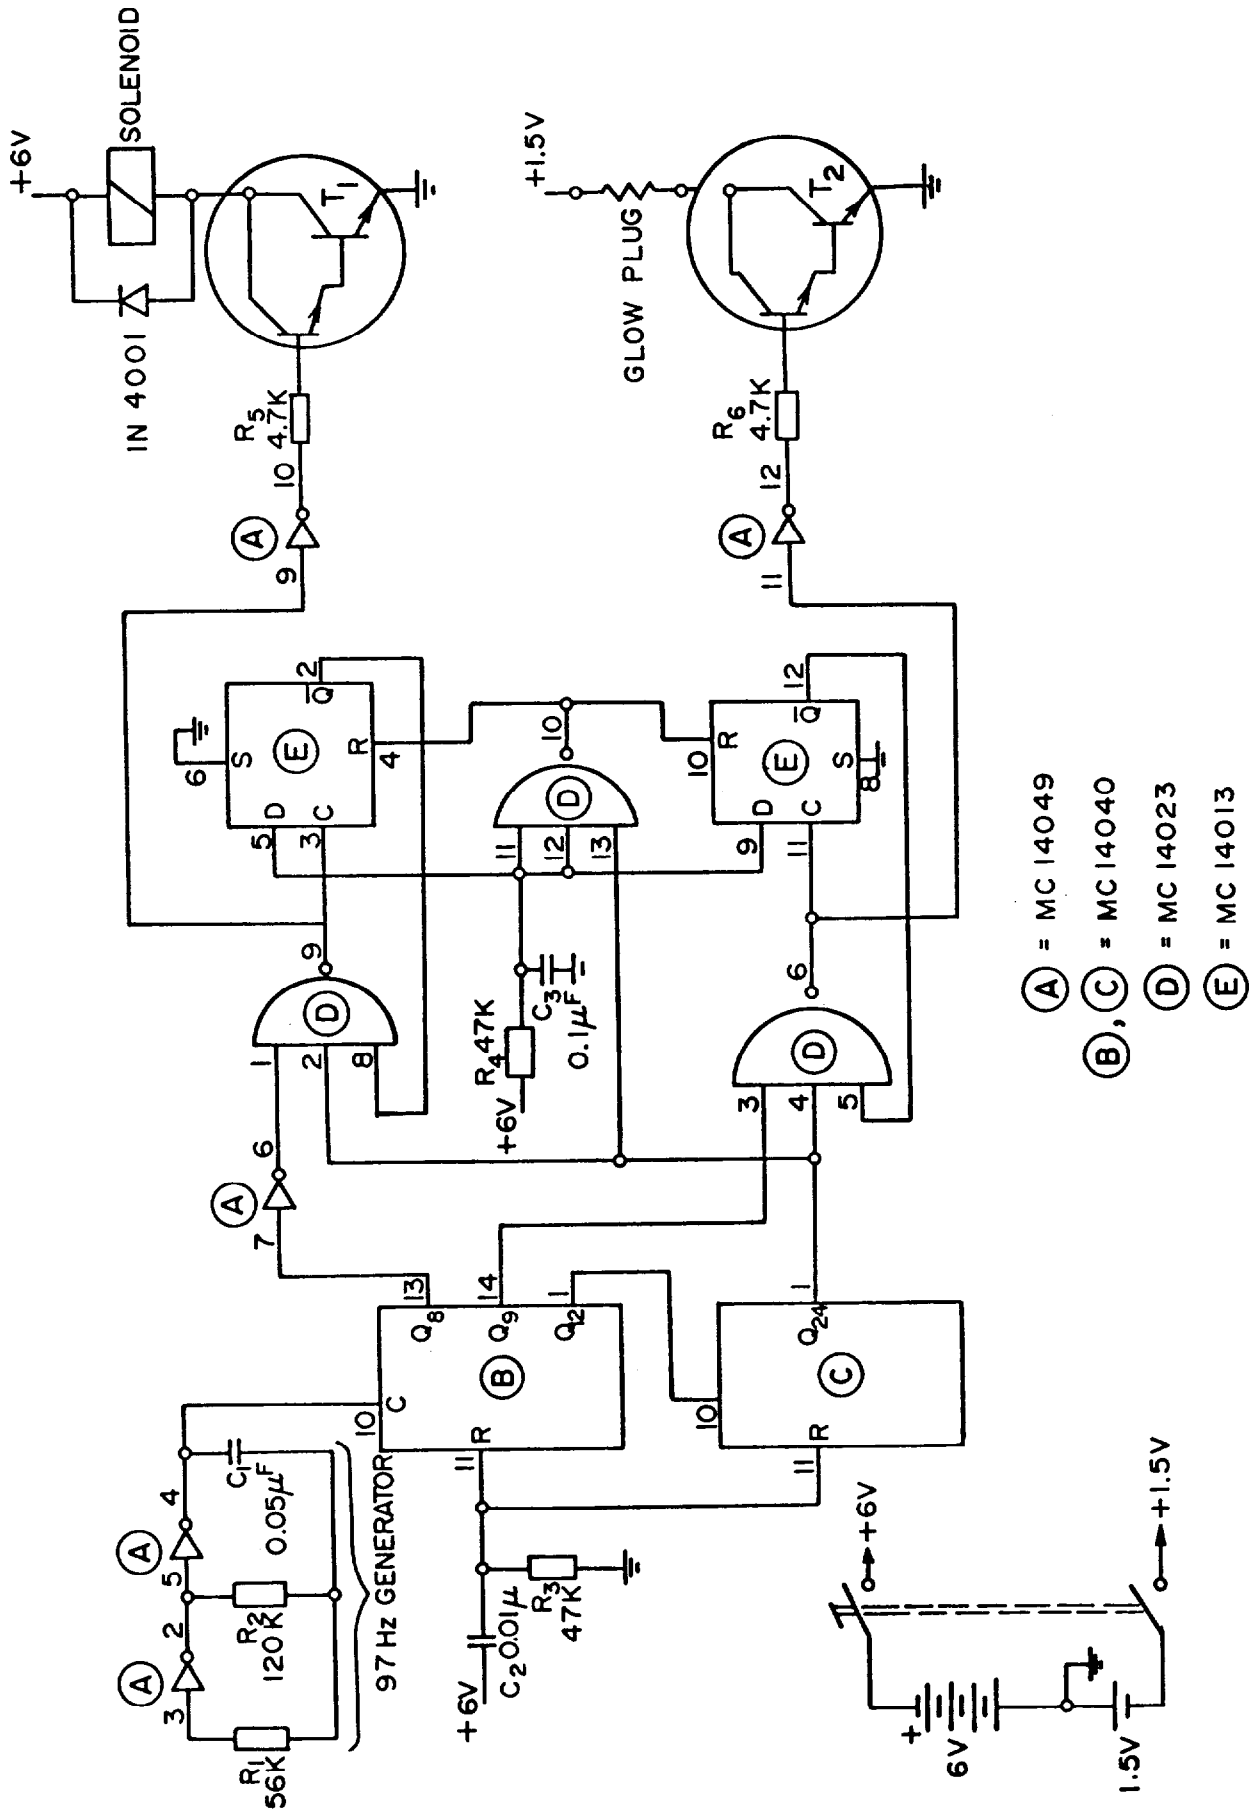 +6V
SOLENOID
IN 4001
T1
R5
4.7K
10
A
9
+1.5V
GLOW PLUG
T2
R6
4.7K
12
A
11
6
S
E
D
5
C
3
Q̅
2
R
4
10
D
11
12
13
10
R
E
D
9
C
11
Q̅
12
S
8
9
D
1
2
8
R4 47K
+6V
C3
0.1μF
6
D
3
4
5
6
A
7
13
Q8
14
Q9
1
Q12
B
10
C
R
11
1
Q24
C
10
R
11
A
4
5
C1
0.05μF
R2
120K
2
A
3
R1
56K
97 Hz GENERATOR
+6V
C2 0.01μ
R3
47K
+6V
+1.5V
+
6V
1.5V
A = MC 14049
B, C = MC 14040
D = MC 14023
E = MC 14013